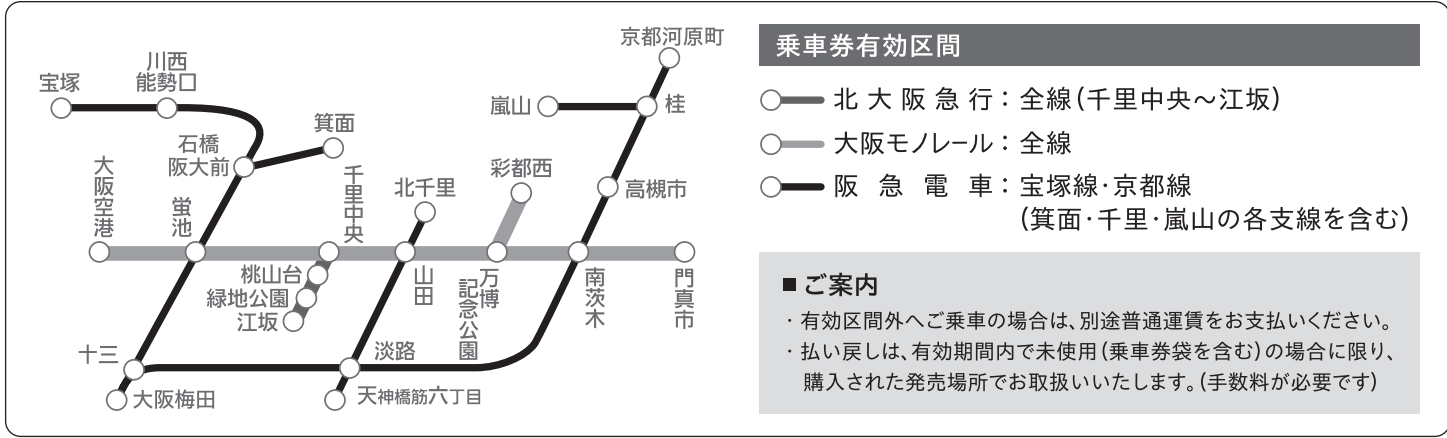 京都河原町
川西
能勢口
宝塚
嵐山
桂
箕面
石橋
阪大前
大阪空港
蛍池
千里中央
北千里
彩都西
高槻市
桃山台
緑地公園
江坂
山田
万博
記念公園
南茨木
門真市
十三
淡路
大阪梅田
天神橋筋六丁目
乗車券有効区間
北大阪急行：全線（千里中央～江坂）
大阪モノレール：全線
阪急電車：宝塚線・京都線
（箕面・千里・嵐山の各支線を含む）
■ご案内
・有効区間外へご乗車の場合は、別途普通運賃をお支払いください。
・払い戻しは、有効期間内で未使用（乗車券袋を含む）の場合に限り、
購入された発売場所でお取扱いいたします。（手数料が必要です）